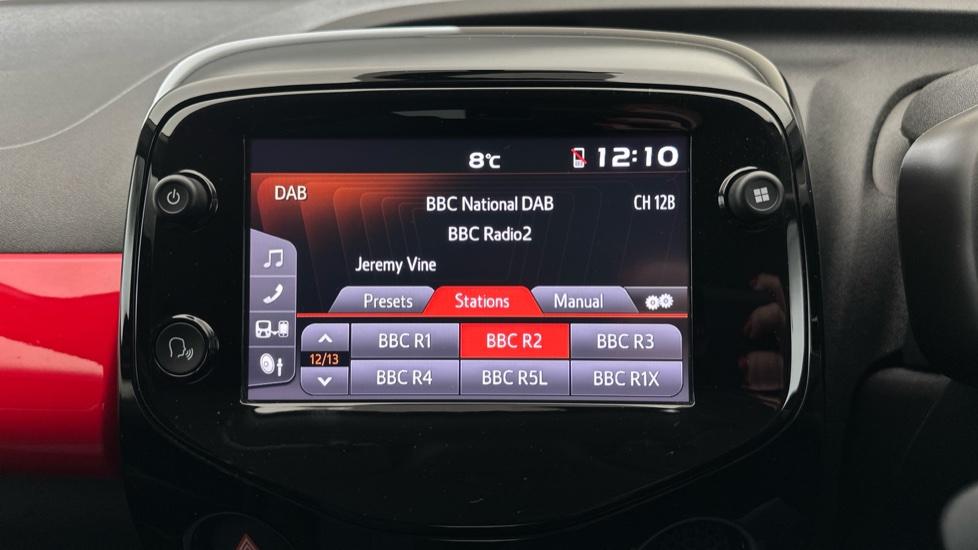 8°c 12:10
DAB
BBC National DAB
CH 12B
BBC Radio2
Jeremy Vine
Presets Stations Manual
BBC R1 BBC R2 BBC R3
12/13
BBC R4 BBC R5L BBC R1X